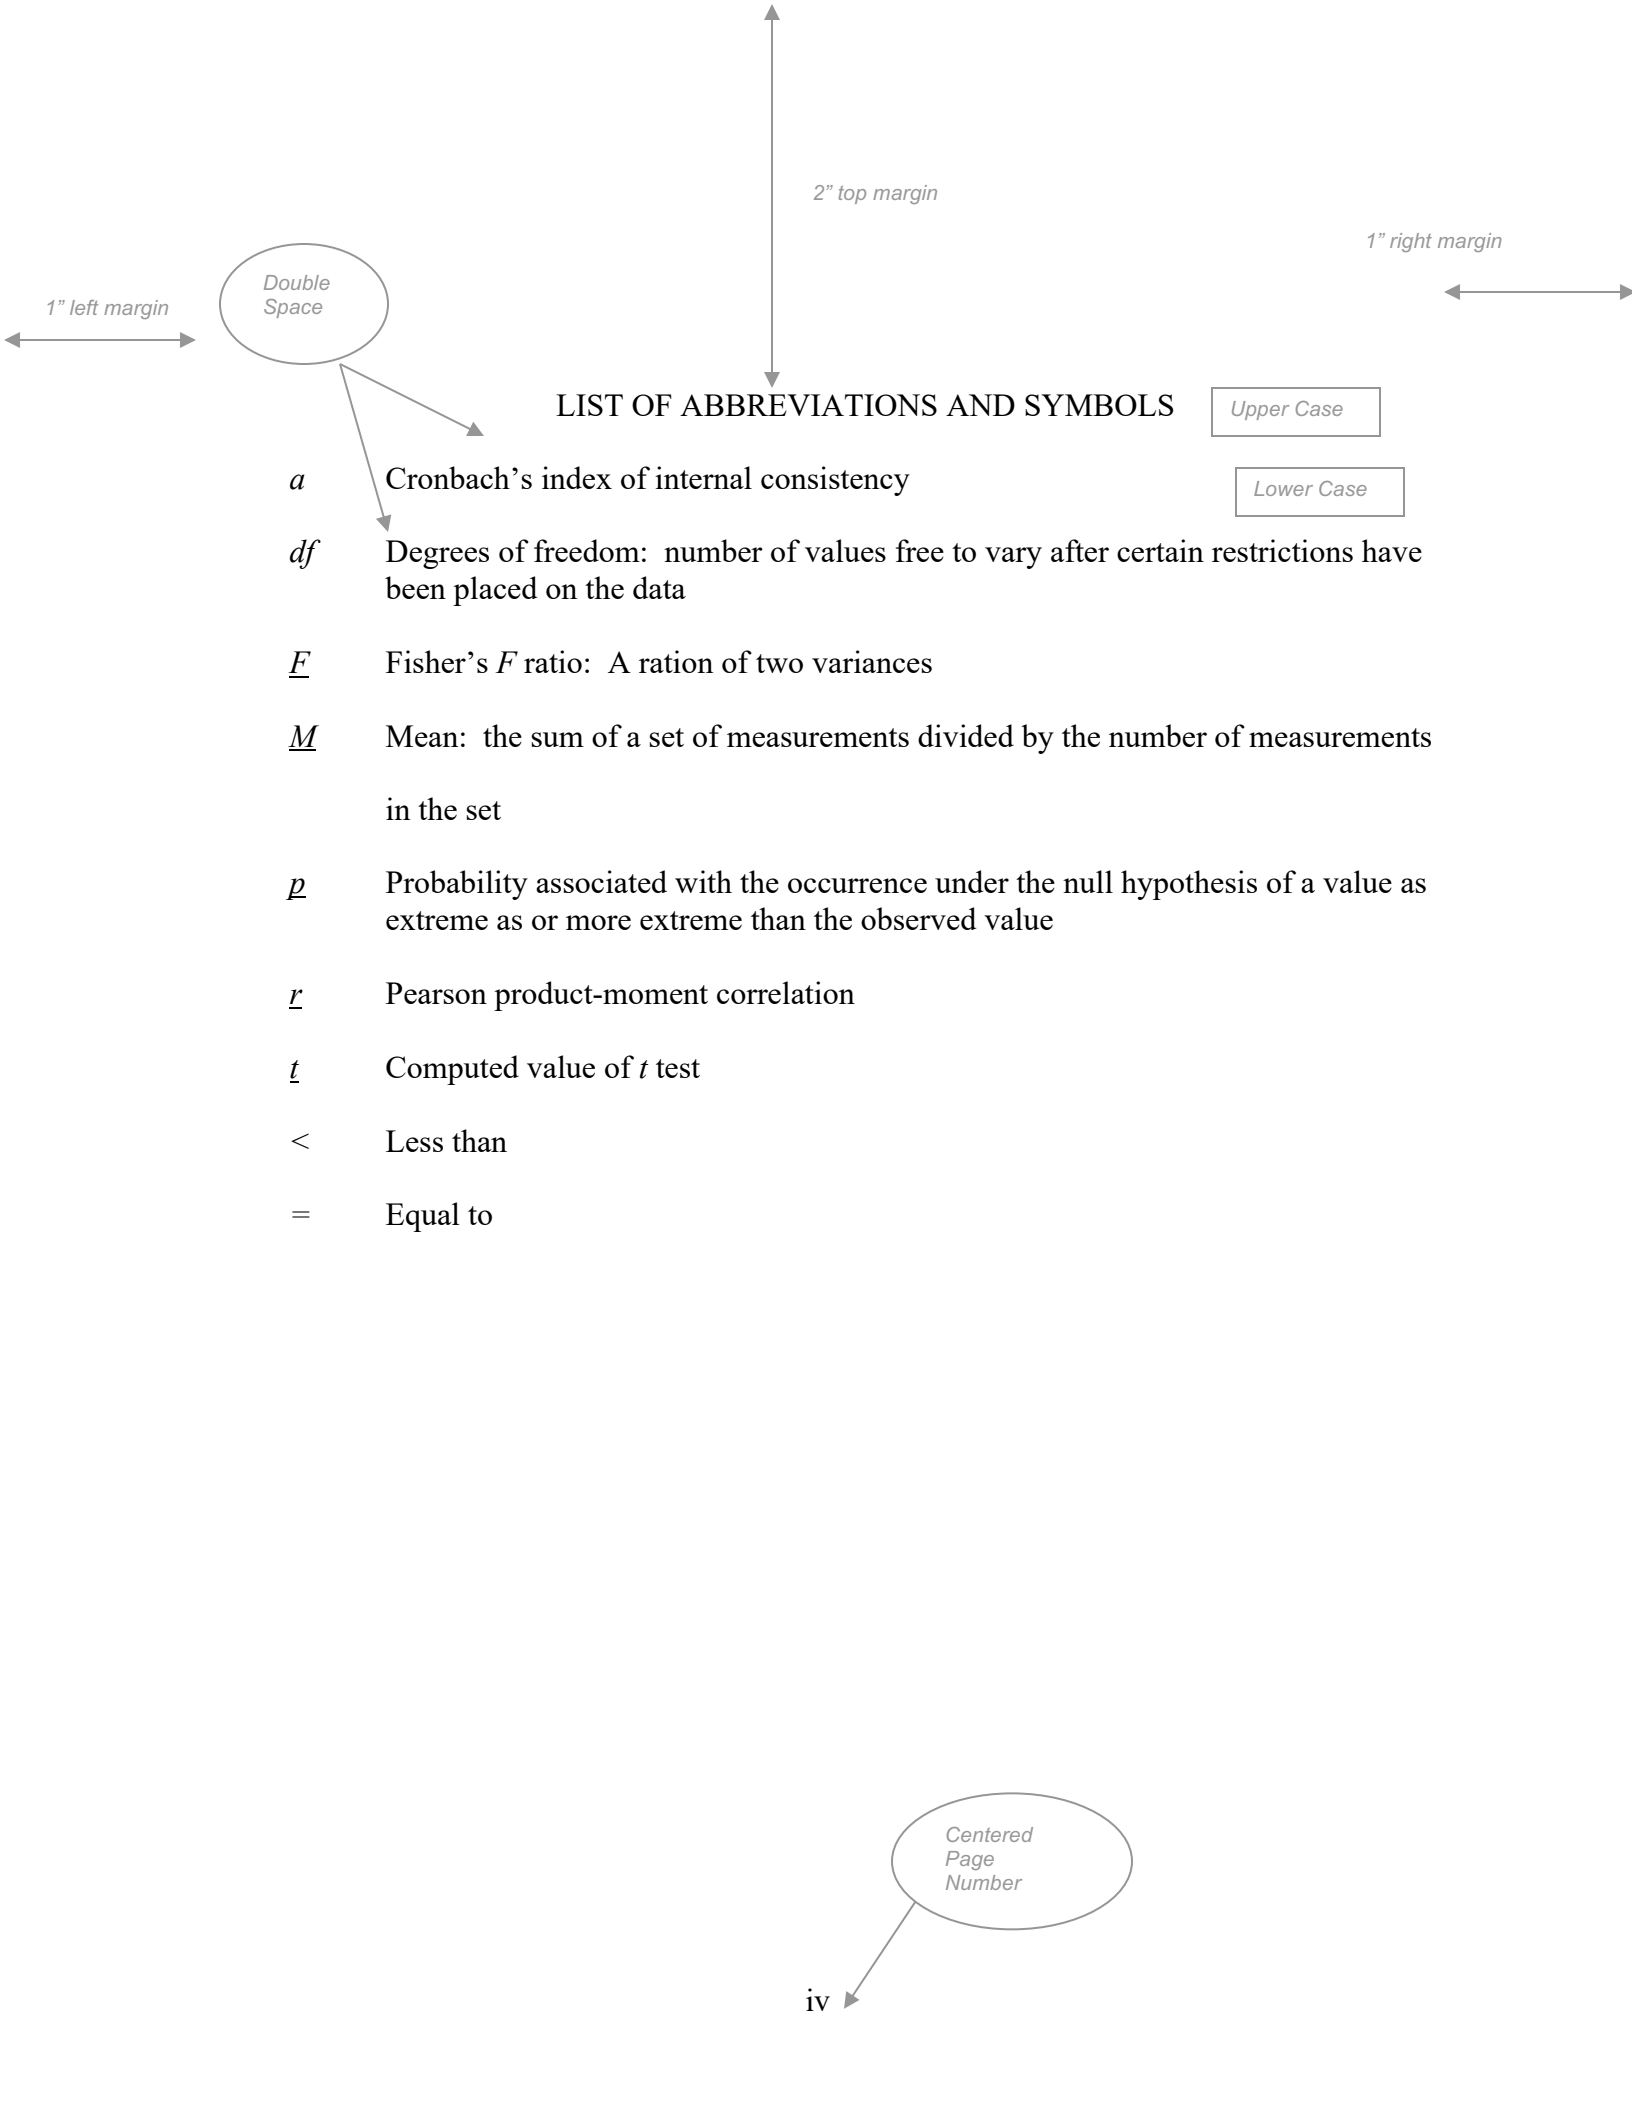 2” top margin
1” right margin
Double
Space
1” left margin
LIST OF ABBREVIATIONS AND SYMBOLS Upper Case
a Cronbach’s index of internal consistency Lower Case
df Degrees of freedom:  number of values free to vary after certain restrictions have
been placed on the data
F Fisher’s F ratio:  A ration of two variances
M Mean:  the sum of a set of measurements divided by the number of measurements
in the set
p Probability associated with the occurrence under the null hypothesis of a value as
extreme as or more extreme than the observed value
r Pearson product-moment correlation
t Computed value of t test
< Less than
= Equal to
Centered
Page
Number
iv